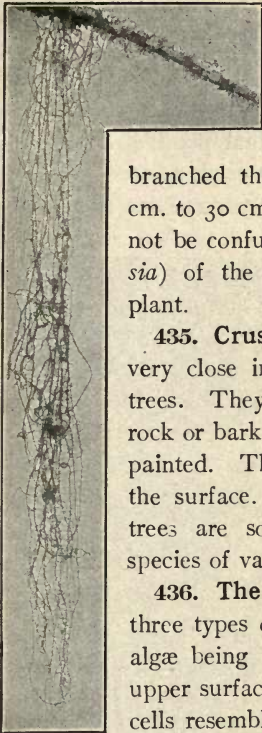 branched th
cm. to 30 cm
not be confu
sia) of the
plant.
435. Crus
very close in
trees. They
rock or bark
painted. Th
the surface.
trees are so
species of va
436. The
three types o
algæ being
upper surfac
cells resembl